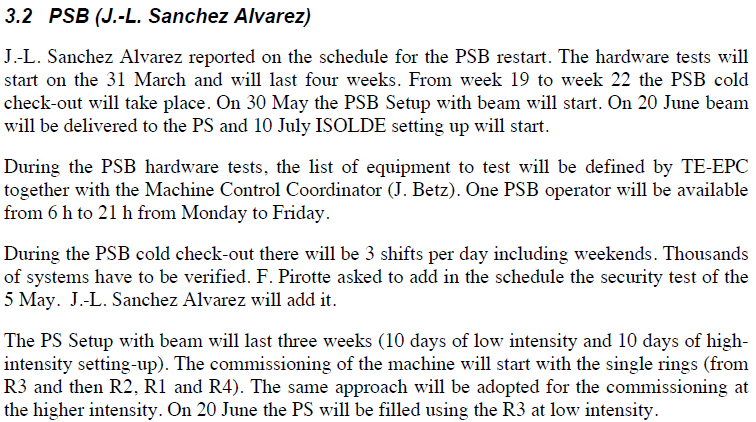 3.2 PSB (J.-L. Sanchez Alvarez)
J.-L. Sanchez Alvarez reported on the schedule for the PSB restart. The hardware tests will
start on the 31 March and will last four weeks. From week 19 to week 22 the PSB cold
check-out will take place. On 30 May the PSB Setup with beam will start. On 20 June beam
will be delivered to the PS and 10 July ISOLDE setting up will start.
During the PSB hardware tests, the list of equipment to test will be defined by TE-EPC
together with the Machine Control Coordinator (J. Betz). One PSB operator will be available
from 6 h to 21 h from Monday to Friday.
During the PSB cold check-out there will be 3 shifts per day including weekends. Thousands
of systems have to be verified. F. Pirotte asked to add in the schedule the security test of the
5 May. J.-L. Sanchez Alvarez will add it.
The PS Setup with beam will last three weeks (10 days of low intensity and 10 days of high-
intensity setting-up). The commissioning of the machine will start with the single rings (from
R3 and then R2, R1 and R4). The same approach will be adopted for the commissioning at
the higher intensity. On 20 June the PS will be filled using the R3 at low intensity.